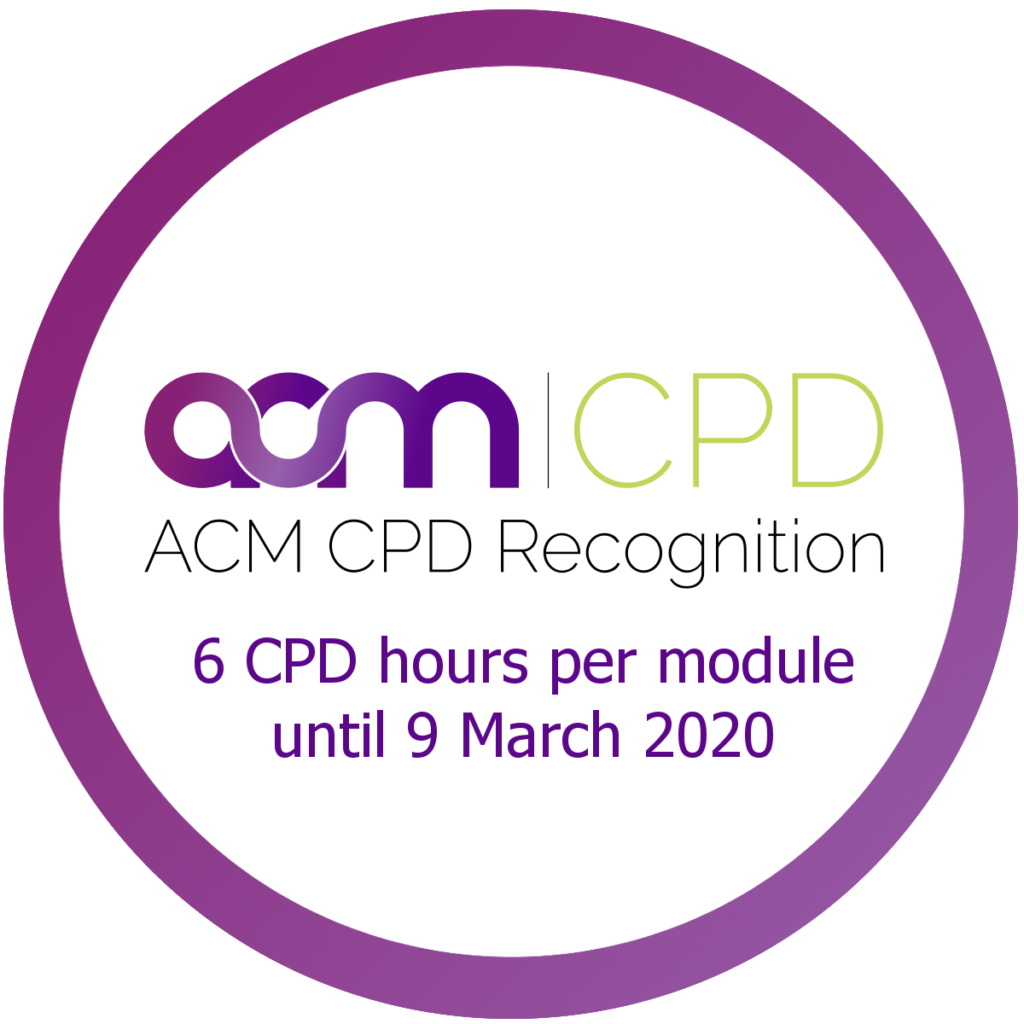 acm | CPD
ACM CPD Recognition
6 CPD hours per module
until 9 March 2020